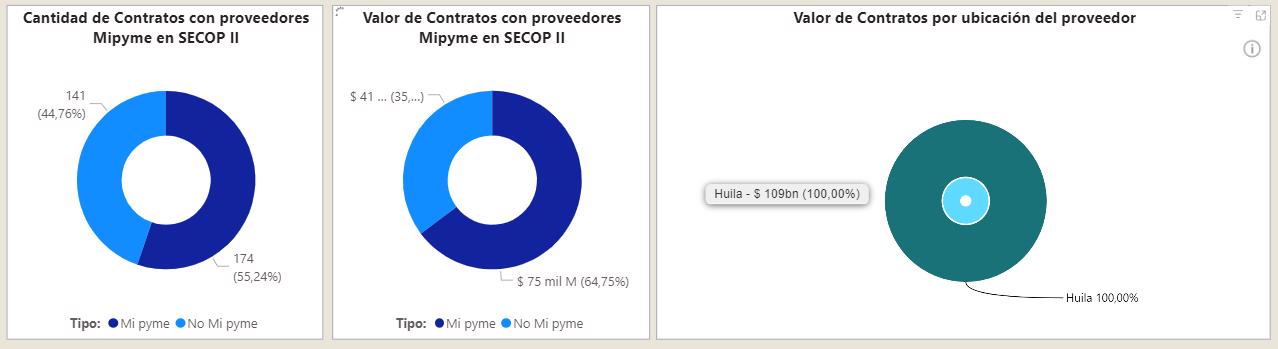 Cantidad de Contratos con proveedores
Mipyme en SECOP II
141
(44,76%)
174
(55,24%)
Tipo: Mi pyme No Mi pyme
Valor de Contratos con proveedores
Mipyme en SECOP II
$ 41 ... (35,...)
$ 75 mil M (64,75%)
Tipo: Mi pyme No Mi pyme
Valor de Contratos por ubicación del proveedor
Huila - $ 109bn (100,00%)
Huila 100,00%